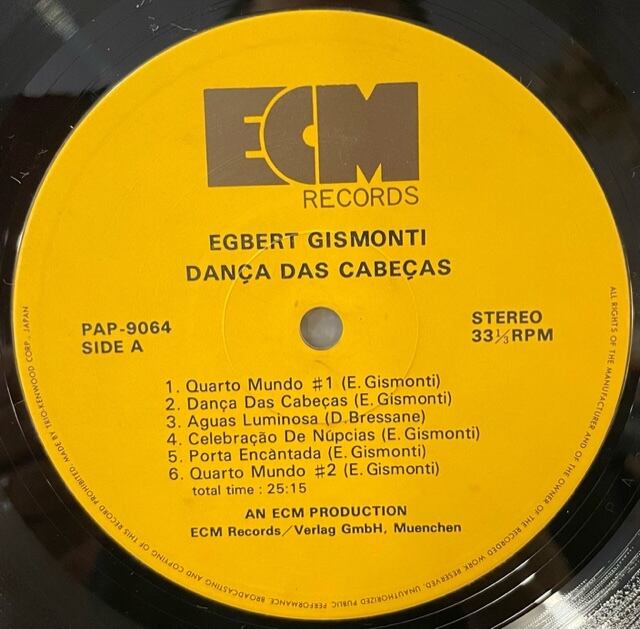 ECM
RECORDS
EGBERT GISMONTI
DANÇA DAS CABEÇAS
PAP-9064
SIDE A
STEREO
33 1/3 RPM
1. Quarto Mundo #1 (E. Gismonti)
2. Dança Das Cabeças (E. Gismonti)
3. Aguas Luminosa (D.Bressane)
4. Celebração De Núpcias (E. Gismonti)
5. Porta Encântada (E. Gismonti)
6. Quarto Mundo #2 (E. Gismonti)
total time : 25:15
AN ECM PRODUCTION
ECM Records/Verlag GmbH, Muenchen
ALL RIGHTS OF THE MANUFACTURER AND OF THE OWNER OF THE RECORDED WORK RESERVED. UNAUTHORIZED PUBLIC PERFORMANCE, BROADCASTING AND COPYING OF THIS RECORD PROHIBITED. MADE BY TRIO-KENWOOD CORP., JAPAN